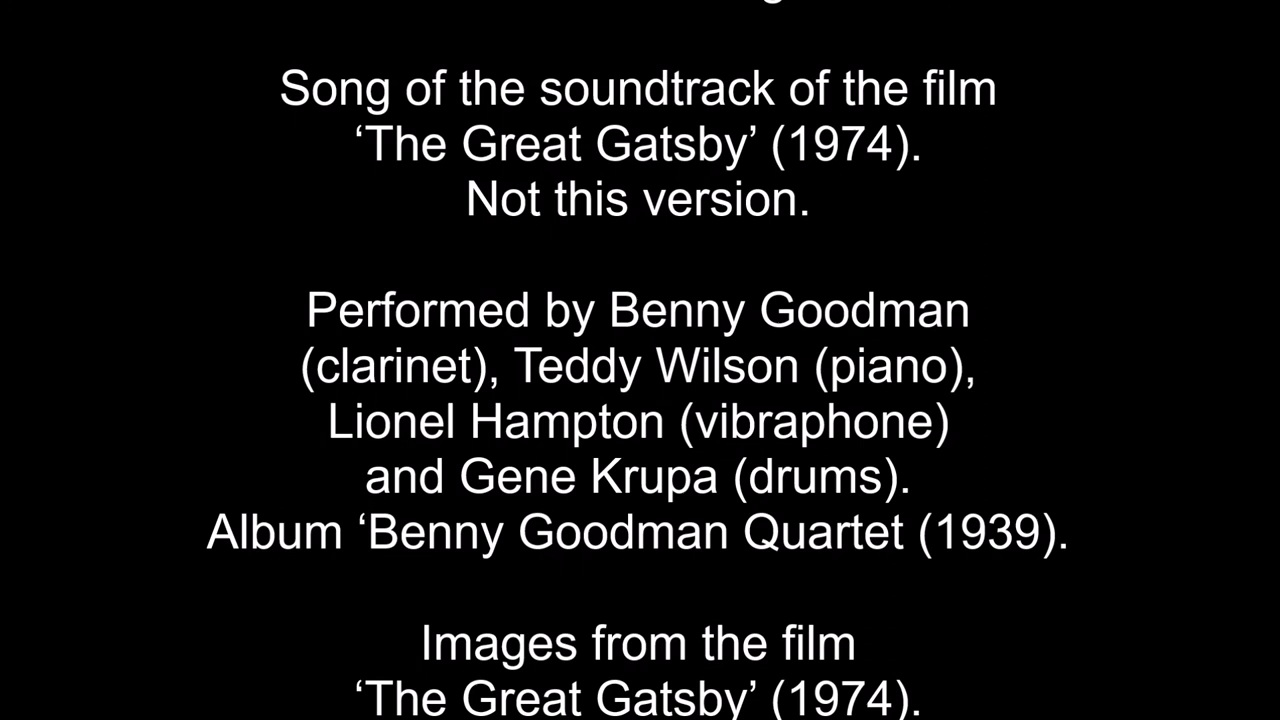 Song of the soundtrack of the film
‘The Great Gatsby’ (1974).
Not this version.
Performed by Benny Goodman
(clarinet), Teddy Wilson (piano),
Lionel Hampton (vibraphone)
and Gene Krupa (drums).
Album ‘Benny Goodman Quartet (1939).
Images from the film
‘The Great Gatsby’ (1974).